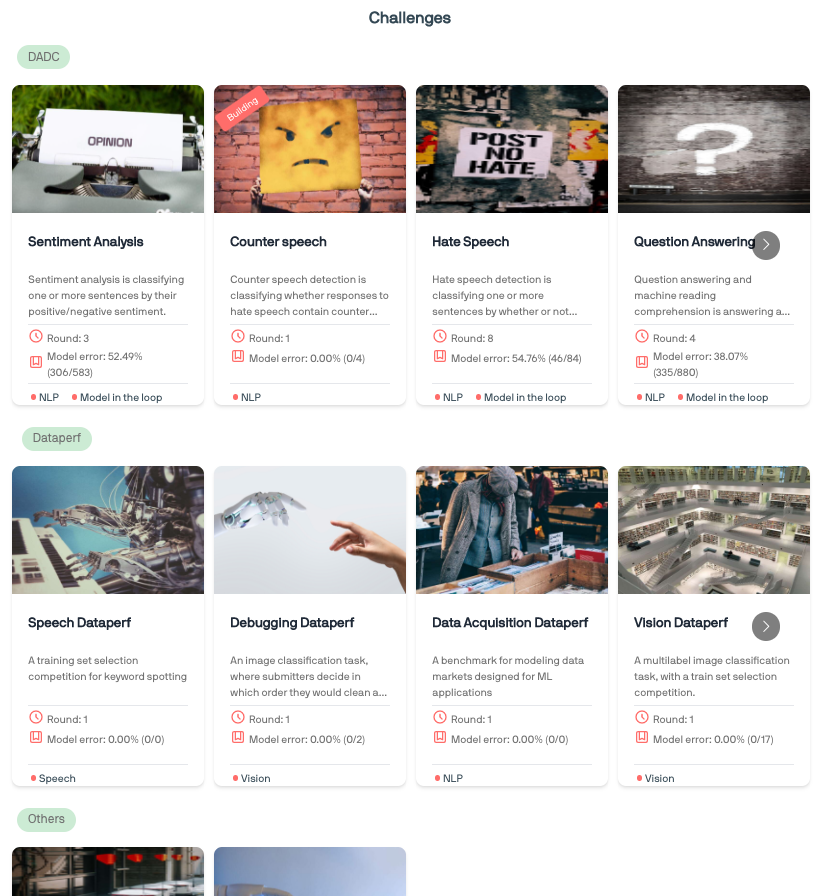 Challenges
DADC
OPINION
Building
POST
NO
HATE
?
Sentiment Analysis
Sentiment analysis is classifying
one or more sentences by their
positive/negative sentiment.
Round: 3
Model error: 52.49%
(306/583)
NLP Model in the loop
Counter speech
Counter speech detection is
classifying whether responses to
hate speech contain counter...
Round: 1
Model error: 0.00% (0/4)
NLP
Hate Speech
Hate speech detection is
classifying one or more
sentences by whether or not...
Round: 8
Model error: 54.76% (46/84)
NLP Model in the loop
Question Answering
Question answering and
machine reading
comprehension is answering a...
Round: 4
Model error: 38.07%
(335/880)
NLP Model in the loop
Dataperf
Speech Dataperf
A training set selection
competition for keyword spotting
Round: 1
Model error: 0.00% (0/0)
Speech
Debugging Dataperf
An image classification task,
where submitters decide in
which order they would clean a...
Round: 1
Model error: 0.00% (0/2)
Vision
Data Acquisition Dataperf
A benchmark for modeling data
markets designed for ML
applications
Round: 1
Model error: 0.00% (0/0)
NLP
Vision Dataperf
A multilabel image classification
task, with a train set selection
competition.
Round: 1
Model error: 0.00% (0/17)
Vision
Others